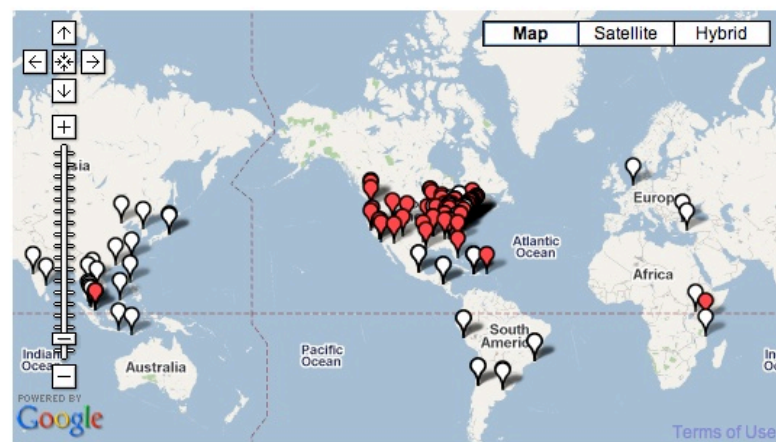 Map Satellite Hybrid
sia
Europ
Atlantic
Ocean
Africa
South
Americ
Pacific
Ocean
Indian
Ocea
Australia
In
Oc
POWERED BY
Google
Terms of Use